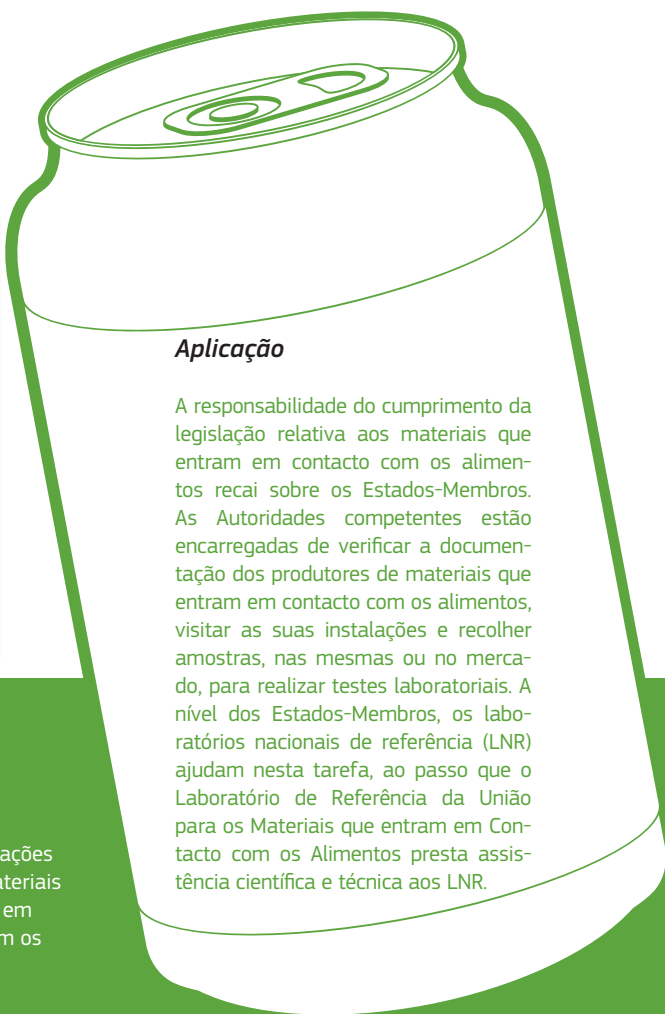 Aplicação
A responsabilidade do cumprimento da
legislação relativa aos materiais que
entram em contacto com os alimen-
tos recai sobre os Estados-Membros.
As Autoridades competentes estão
encarregadas de verificar a documen-
tação dos produtores de materiais que
entram em contacto com os alimentos,
visitar as suas instalações e recolher
amostras, nas mesmas ou no merca-
do, para realizar testes laboratoriais. A
nível dos Estados-Membros, os labo-
ratórios nacionais de referência (LNR)
ajudam nesta tarefa, ao passo que o
Laboratório de Referência da União
para os Materiais que entram em Con-
tacto com os Alimentos presta assis-
tência científica e técnica aos LNR.
em
os